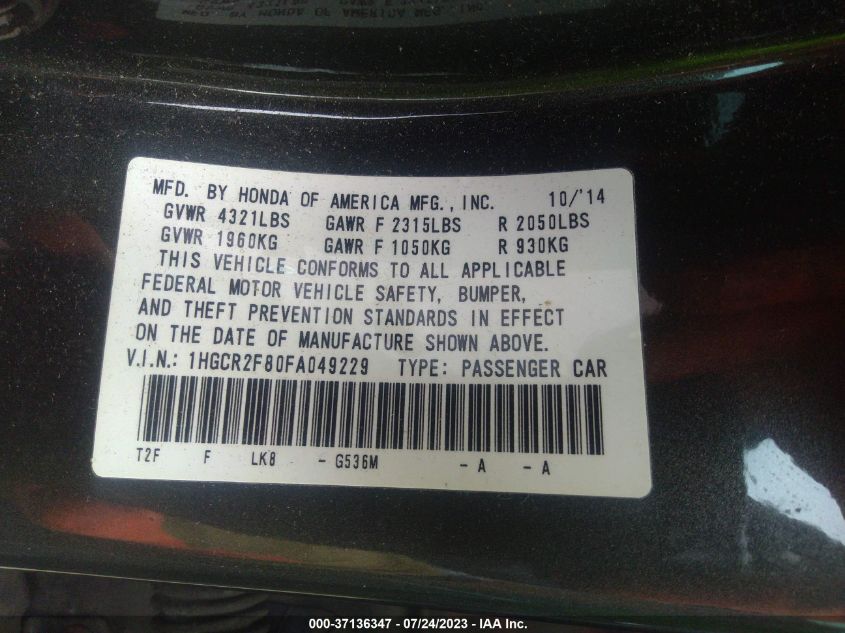 MFD. BY HONDA OF AMERICA MFG., INC. 10/'14
GVWR 4321LBS GAWR F 2315LBS R 2050LBS
GVWR 1960KG GAWR F 1050KG R 930KG
THIS VEHICLE CONFORMS TO ALL APPLICABLE
FEDERAL MOTOR VEHICLE SAFETY, BUMPER,
AND THEFT PREVENTION STANDARDS IN EFFECT
ON THE DATE OF MANUFACTURE SHOWN ABOVE.
V.I.N.: 1HGCR2F80FA049229 TYPE: PASSENGER CAR
T2F F LK8 - G536M - A - A
000-37136347 — 07/24/2023 - IAA Inc.